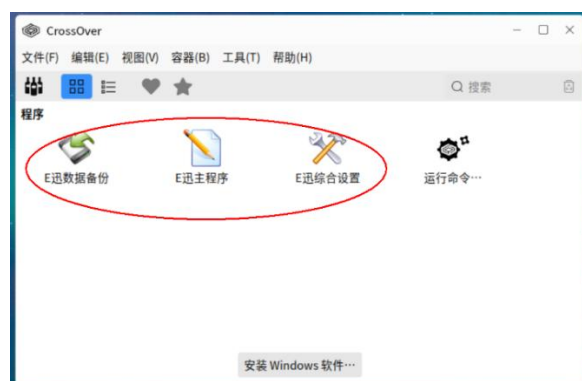 CrossOver
文件(F) 编辑(E) 视图(V) 容器(B) 工具(T) 帮助(H)
搜索
程序
E迅数据备份 E迅主程序 E迅综合设置 运行命令…
安装 Windows 软件…